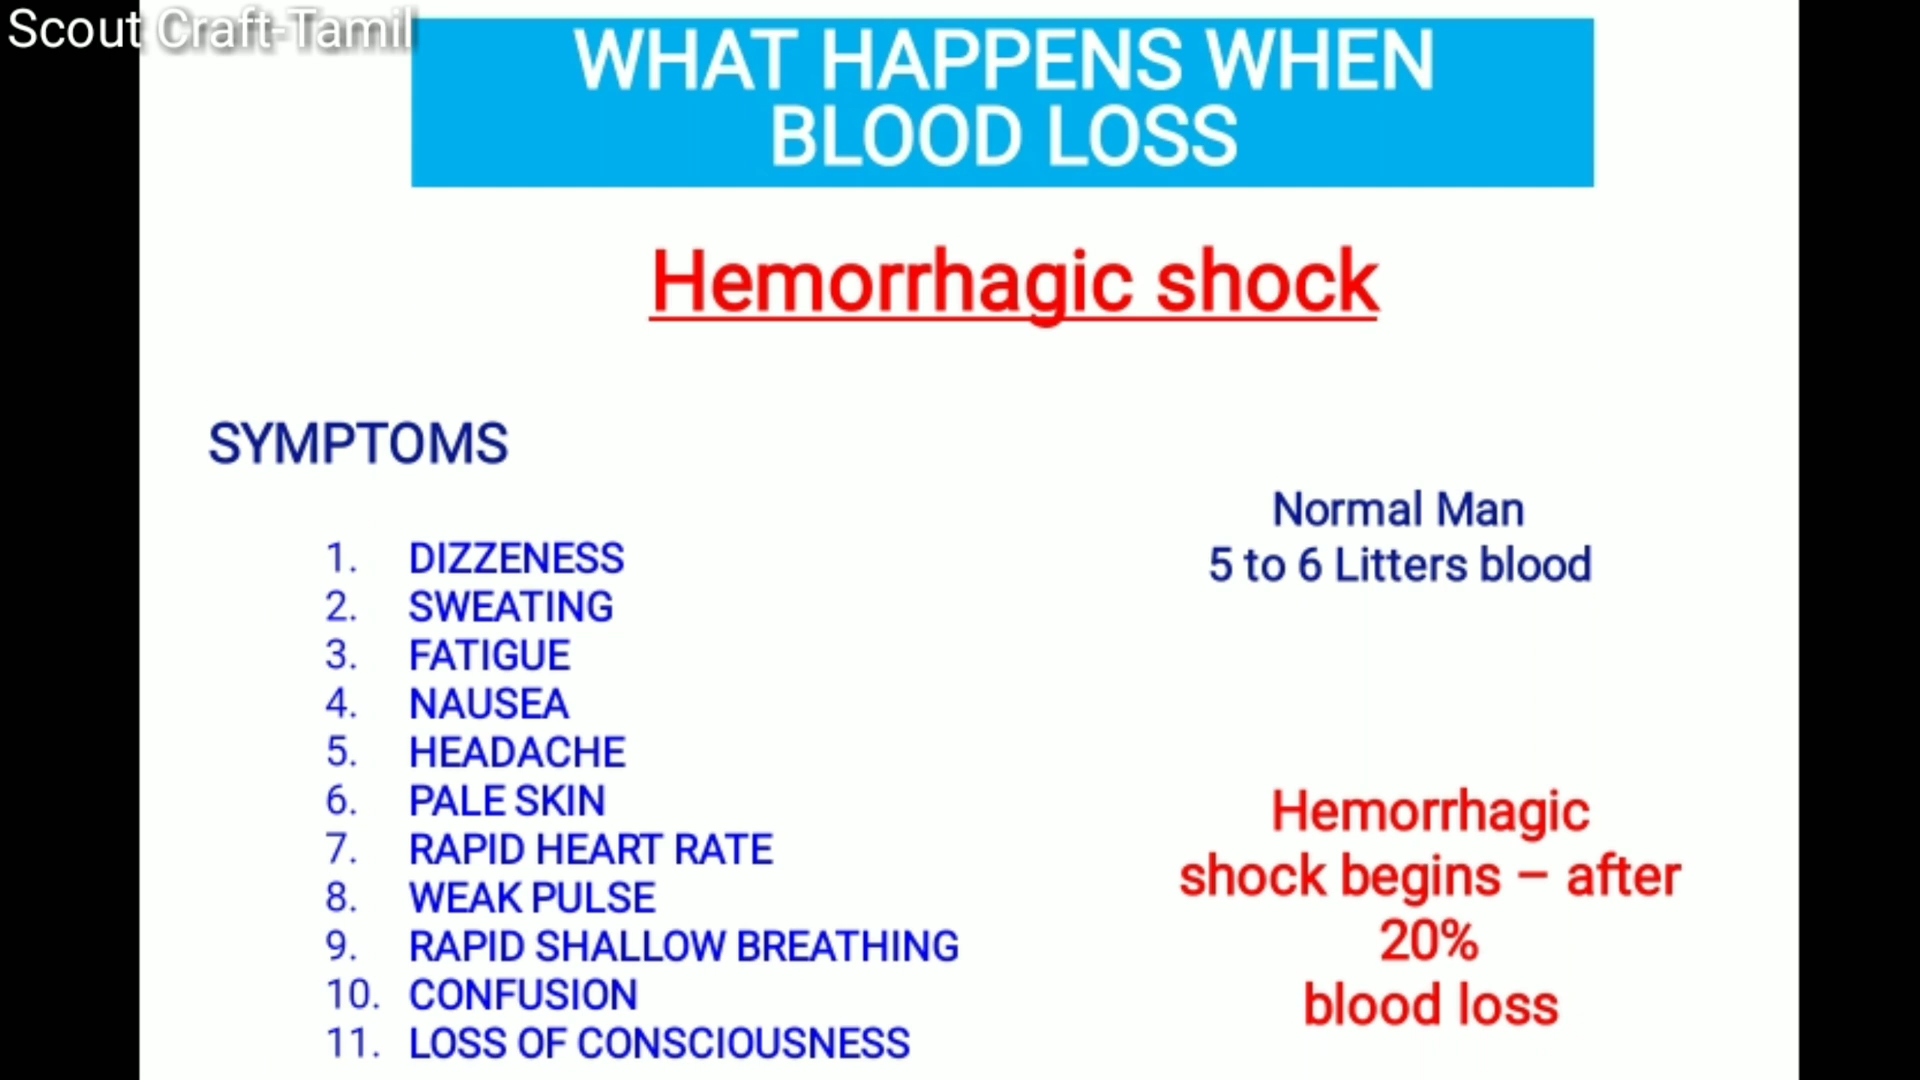 Scout Craft-Tamil
WHAT HAPPENS WHEN
BLOOD LOSS
Hemorrhagic shock
SYMPTOMS
1. DIZZENESS
2. SWEATING
3. FATIGUE
4. NAUSEA
5. HEADACHE
6. PALE SKIN
7. RAPID HEART RATE
8. WEAK PULSE
9. RAPID SHALLOW BREATHING
10. CONFUSION
11. LOSS OF CONSCIOUSNESS
Normal Man
5 to 6 Litters blood
Hemorrhagic
shock begins – after
20%
blood loss